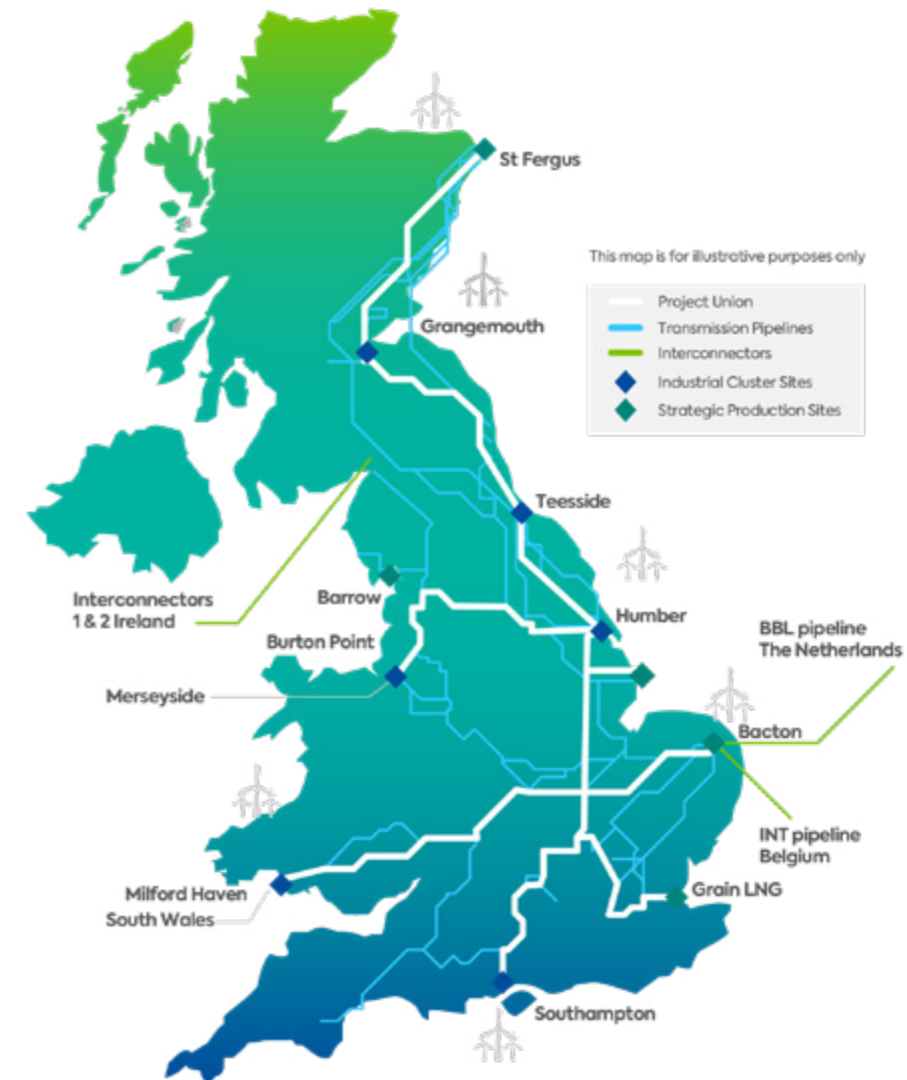 St Fergus
This map is for illustrative purposes only
Project Union
Transmission Pipelines
Interconnectors
Industrial Cluster Sites
Strategic Production Sites
Grangemouth
Teesside
Interconnectors
1 & 2 Ireland
Barrow
Humber
Burton Point
BBL pipeline
The Netherlands
Merseyside
Bacton
INT pipeline
Belgium
Milford Haven
South Wales
Grain LNG
Southampton